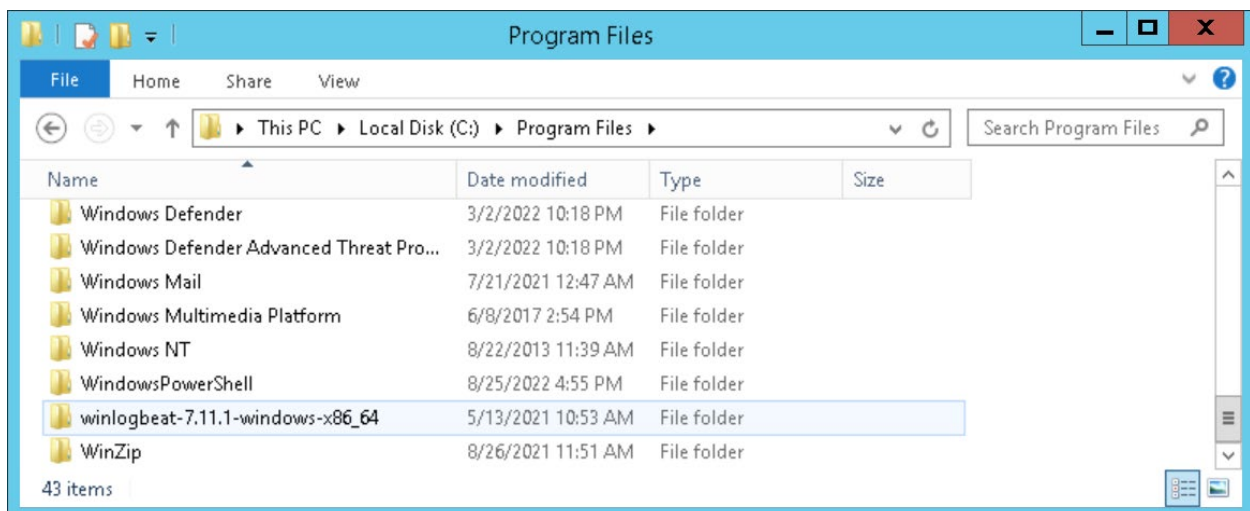 Program Files
File Home Share View
This PC Local Disk (C:) Program Files Search Program Files
Name Date modified Type Size
Windows Defender 3/2/2022 10:18 PM File folder
Windows Defender Advanced Threat Pro... 3/2/2022 10:18 PM File folder
Windows Mail 7/21/2021 12:47 AM File folder
Windows Multimedia Platform 6/8/2017 2:54 PM File folder
Windows NT 8/22/2013 11:39 AM File folder
WindowsPowerShell 8/25/2022 4:55 PM File folder
winlogbeat-7.11.1-windows-x86_64 5/13/2021 10:53 AM File folder
WinZip 8/26/2021 11:51 AM File folder
43 items